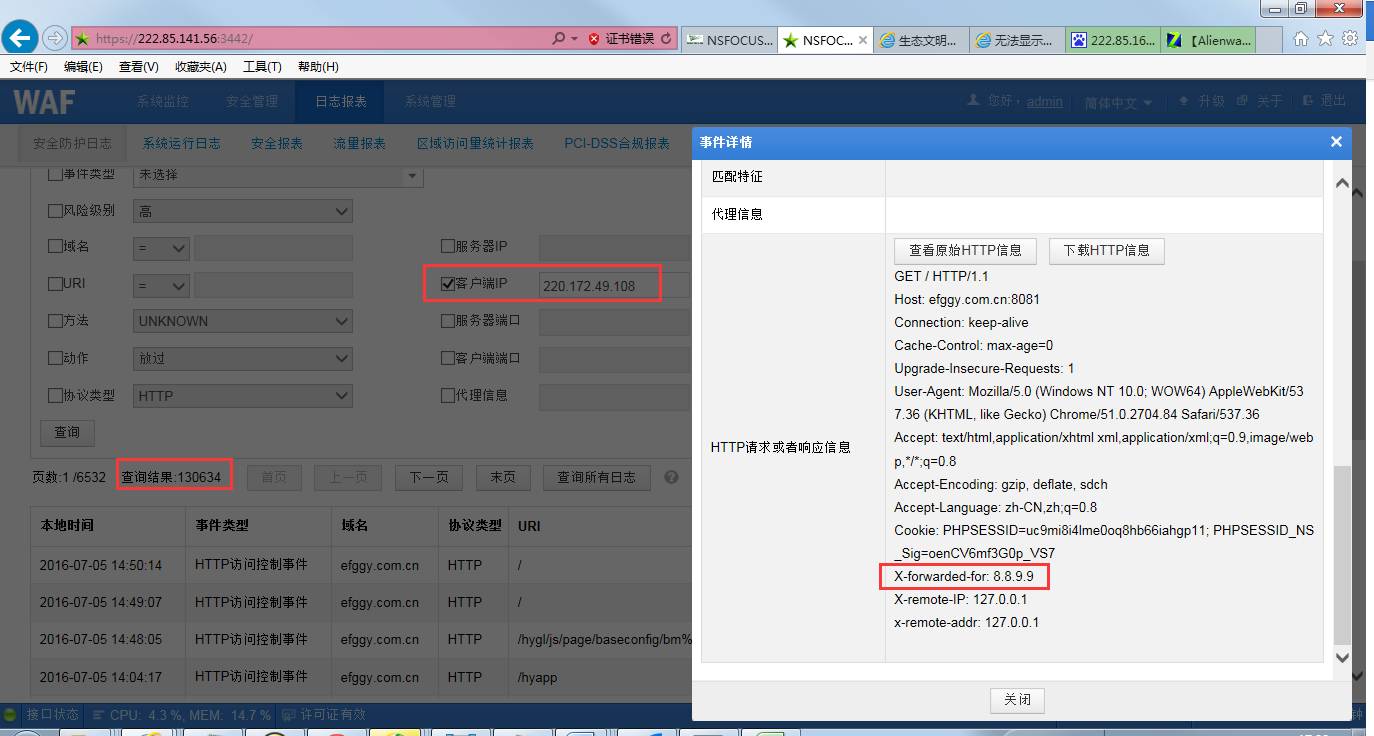 https://222.85.141.56:3442/
证书错误
NSFOCUS...
NSFOC...
生态文明...
无法显示...
222.85.16...
【Alienwa...
文件(F) 编辑(E) 查看(V) 收藏夹(A) 工具(T) 帮助(H)
WAF
系统监控 安全管理 日志报表 系统管理
您好， admin 简体中文 升级 关于 退出
安全防护日志 系统运行日志 安全报表 流量报表 区域访问量统计报表 PCI-DSS合规报表
事件类型 未选择
风险级别 高
域名 = 服务器IP
URI = 客户端IP 220.172.49.108
方法 UNKNOWN 服务器端口
动作 放过 客户端端口
协议类型 HTTP 代理信息
查询
页数:1 /6532 查询结果:130634 首页 上一页 下一页 末页 查询所有日志
本地时间 事件类型 域名 协议类型 URI
2016-07-05 14:50:14 HTTP访问控制事件 efggy.com.cn HTTP /
2016-07-05 14:49:07 HTTP访问控制事件 efggy.com.cn HTTP /
2016-07-05 14:48:05 HTTP访问控制事件 efggy.com.cn HTTP /hygl/js/page/baseconfig/bm%
2016-07-05 14:04:17 HTTP访问控制事件 efggy.com.cn HTTP /hyapp
接口状态 CPU: 4.3 %, MEM: 14.7 % 许可证有效
事件详情
匹配特征
代理信息
HTTP请求或者响应信息
查看原始HTTP信息 下载HTTP信息
GET / HTTP/1.1
Host: efggy.com.cn:8081
Connection: keep-alive
Cache-Control: max-age=0
Upgrade-Insecure-Requests: 1
User-Agent: Mozilla/5.0 (Windows NT 10.0; WOW64) AppleWebKit/53
7.36 (KHTML, like Gecko) Chrome/51.0.2704.84 Safari/537.36
Accept: text/html,application/xhtml xml,application/xml;q=0.9,image/web
p,*/*;q=0.8
Accept-Encoding: gzip, deflate, sdch
Accept-Language: zh-CN,zh;q=0.8
Cookie: PHPSESSID=uc9mi8i4lme0oq8hb66iahgp11; PHPSESSID_NS
_Sig=oenCV6mf3G0p_VS7
X-forwarded-for: 8.8.9.9
X-remote-IP: 127.0.0.1
x-remote-addr: 127.0.0.1
关闭